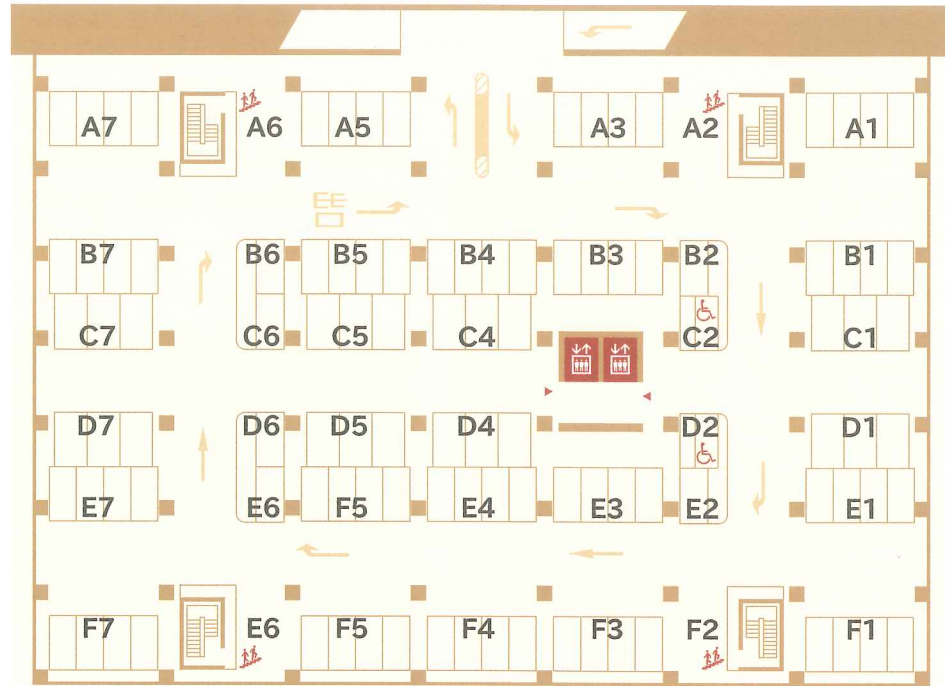 A7 A6 A5 A3 A2 A1
B7 B6 B5 B4 B3 B2 B1
C7 C6 C5 C4 C2 C1
D7 D6 D5 D4 D2 D1
E7 E6 F5 E4 E3 E2 E1
F7 E6 F5 F4 F3 F2 F1